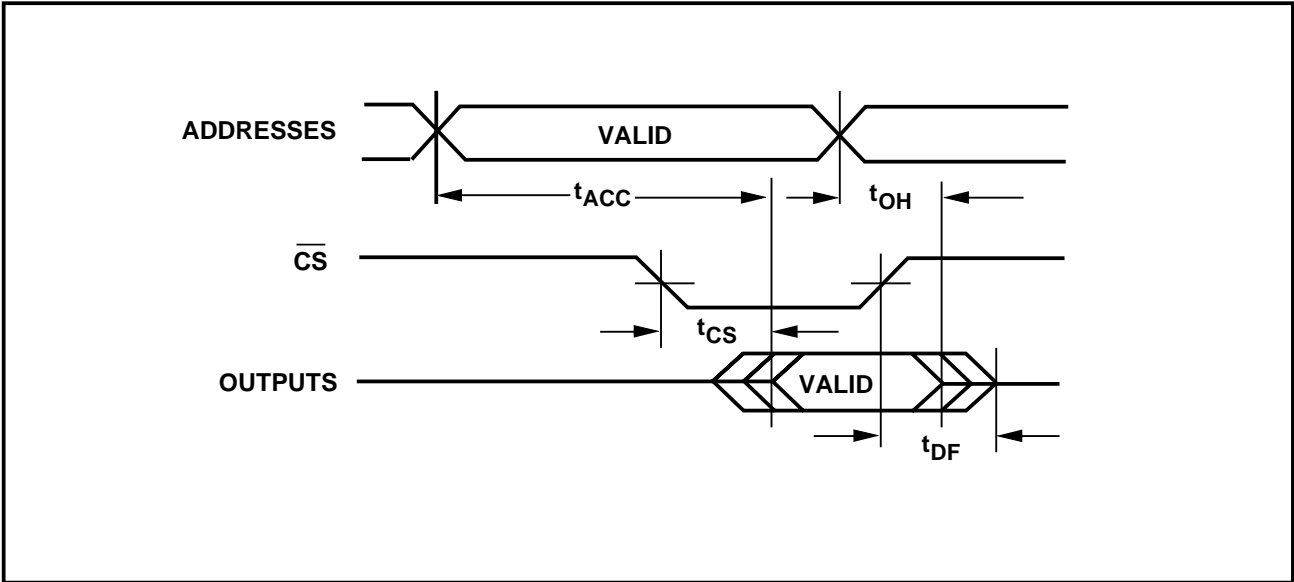 ADDRESSES
VALID
tACC
tOH
CS
tCS
OUTPUTS
VALID
tDF